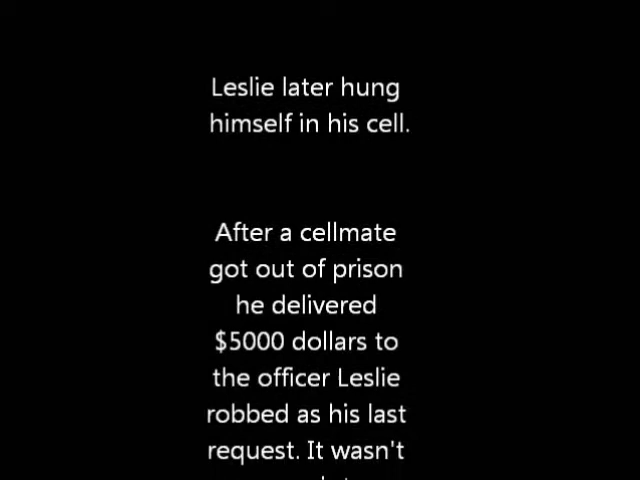 Leslie later hung
himself in his cell.
After a cellmate
got out of prison
he delivered
$5000 dollars to
the officer Leslie
robbed as his last
request. It wasn't